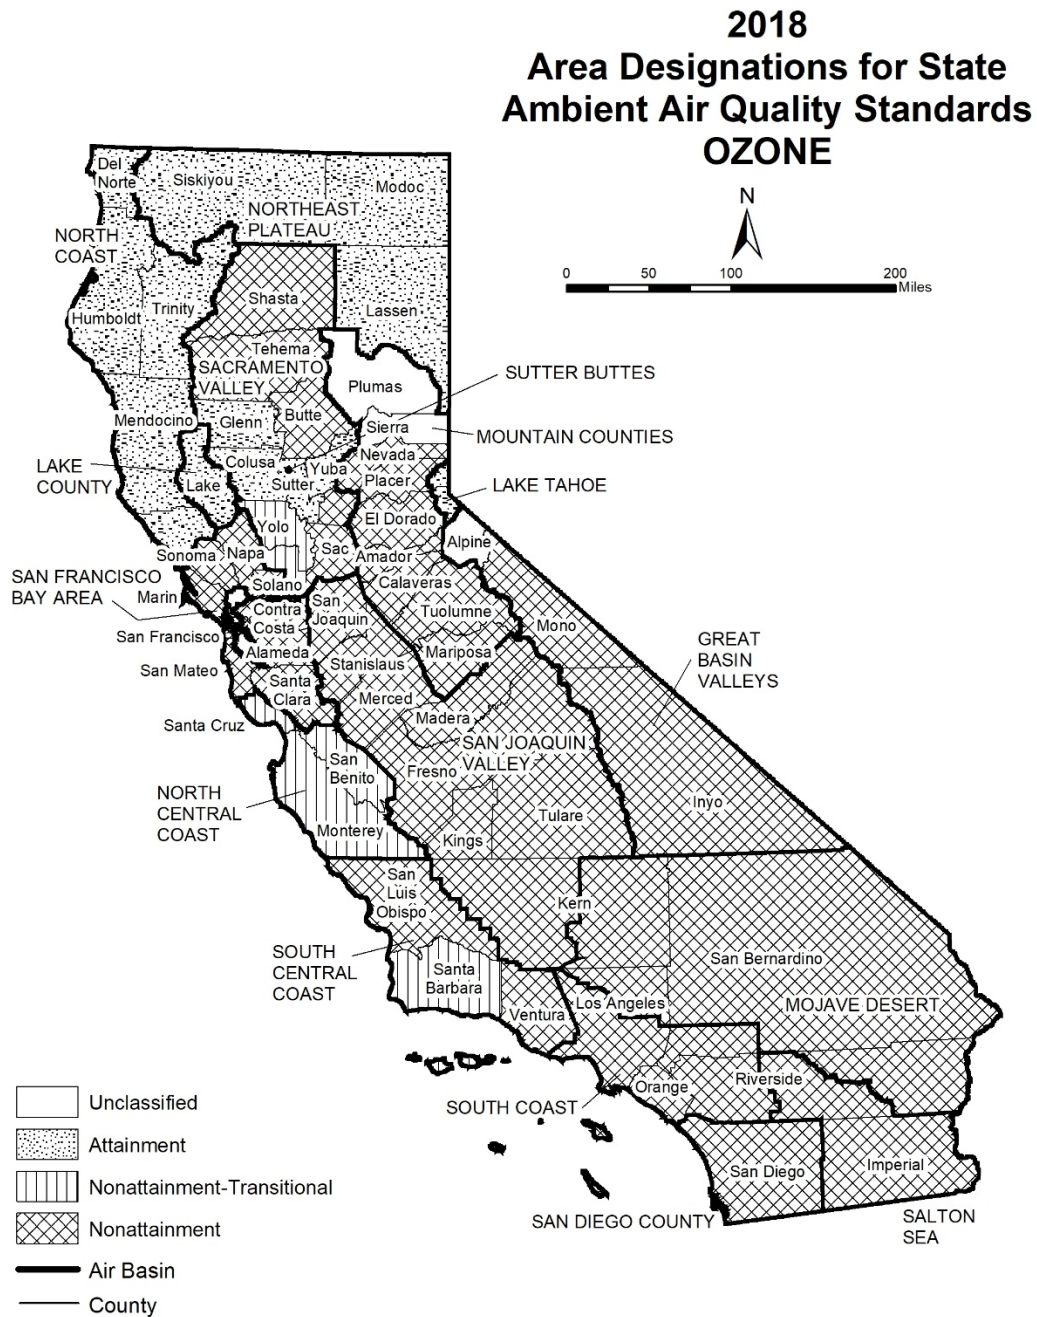 2018
Area Designations for State
Ambient Air Quality Standards
OZONE
N
0
50
100
200
Miles
Del
Norte
Siskiyou
Modoc
NORTHEAST
PLATEAU
NORTH
COAST
Shasta
Trinity
Humboldt
Lassen
Tehema
SACRAMENTO
VALLEY
Plumas
SUTTER BUTTES
Butte
Mendocino
Glenn
Sierra
MOUNTAIN COUNTIES
Nevada
LAKE
COUNTY
Colusa
Yuba
Lake
Sutter
Placer
LAKE TAHOE
Yolo
El Dorado
Alpine
Sonoma
Napa
Sac
Amador
SAN FRANCISCO
BAY AREA
Solano
Calaveras
Marin
Contra
Costa
San
Joaquin
Tuolumne
Mono
San Francisco
Alameda
Mariposa
GREAT
BASIN
VALLEYS
San Mateo
Stanislaus
Santa
Clara
Merced
Santa Cruz
Madera
SAN JOAQUIN
VALLEY
San
Benito
Fresno
NORTH
CENTRAL
COAST
Inyo
Tulare
Monterey
Kings
San
Luis
Obispo
Kern
SOUTH
CENTRAL
COAST
Santa
Barbara
San Bernardino
Los Angeles
MOJAVE DESERT
Ventura
Orange
Riverside
SOUTH COAST
San Diego
Imperial
SAN DIEGO COUNTY
SALTON
SEA
Unclassified
Attainment
Nonattainment-Transitional
Nonattainment
Air Basin
County